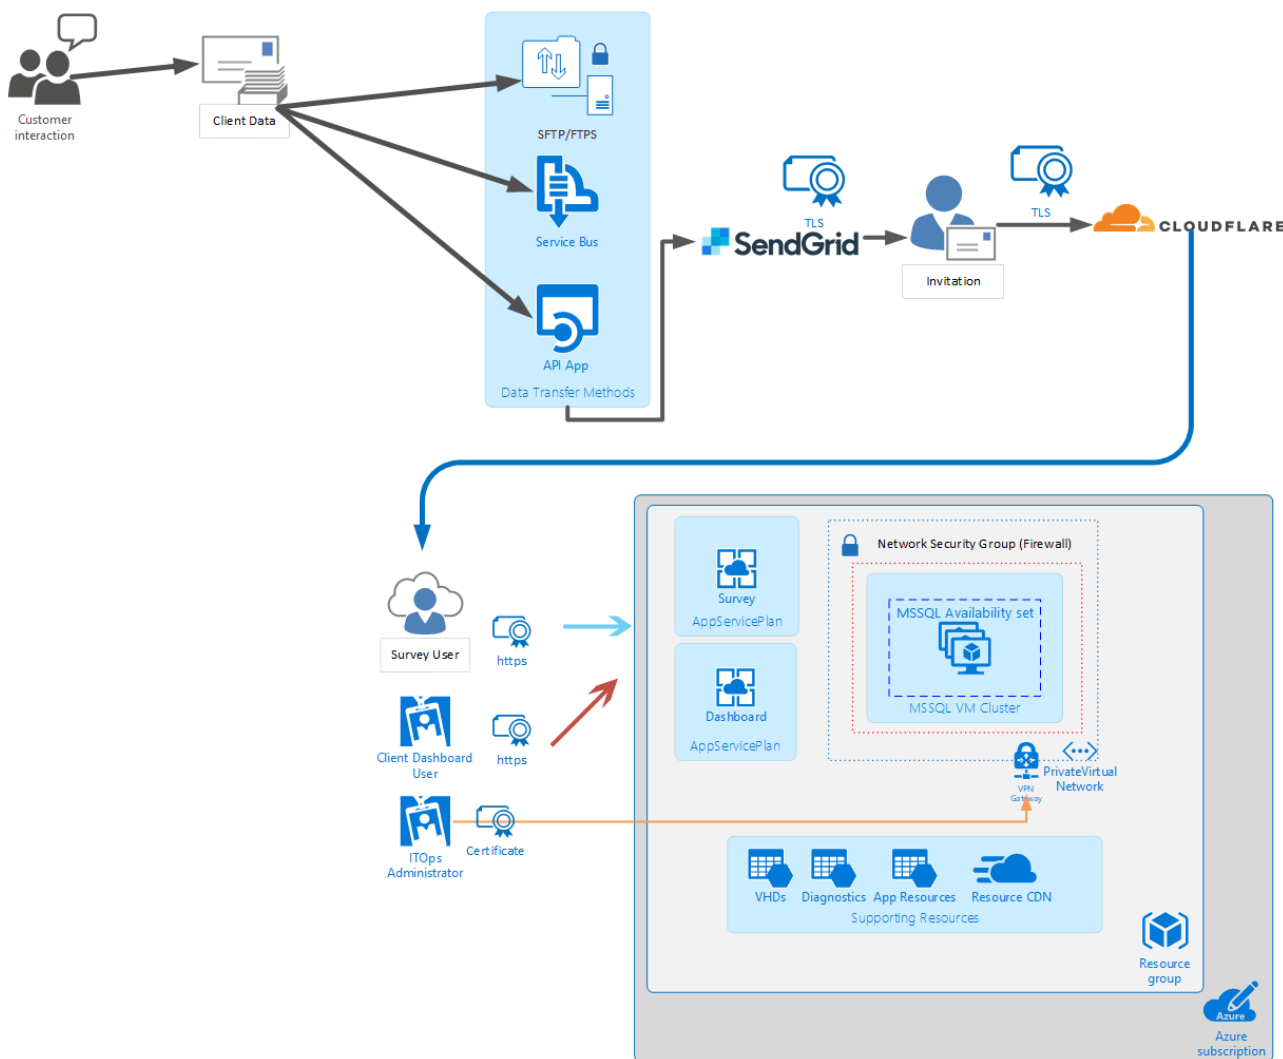 Customer
interaction
Client Data
SFTP/FTPS
Service Bus
API App
Data Transfer Methods
TLS
SendGrid
Invitation
TLS
CLOUDFLARE
Survey User
https
Client Dashboard
User
https
ITOps
Administrator
Certificate
Survey
AppServicePlan
Dashboard
AppServicePlan
Network Security Group (Firewall)
MSSQL Availability set
MSSQL VM Cluster
VPN
Gateway
PrivateVirtual
Network
VHDs
Diagnostics
App Resources
Resource CDN
Supporting Resources
Resource
group
Azure
Azure
subscription